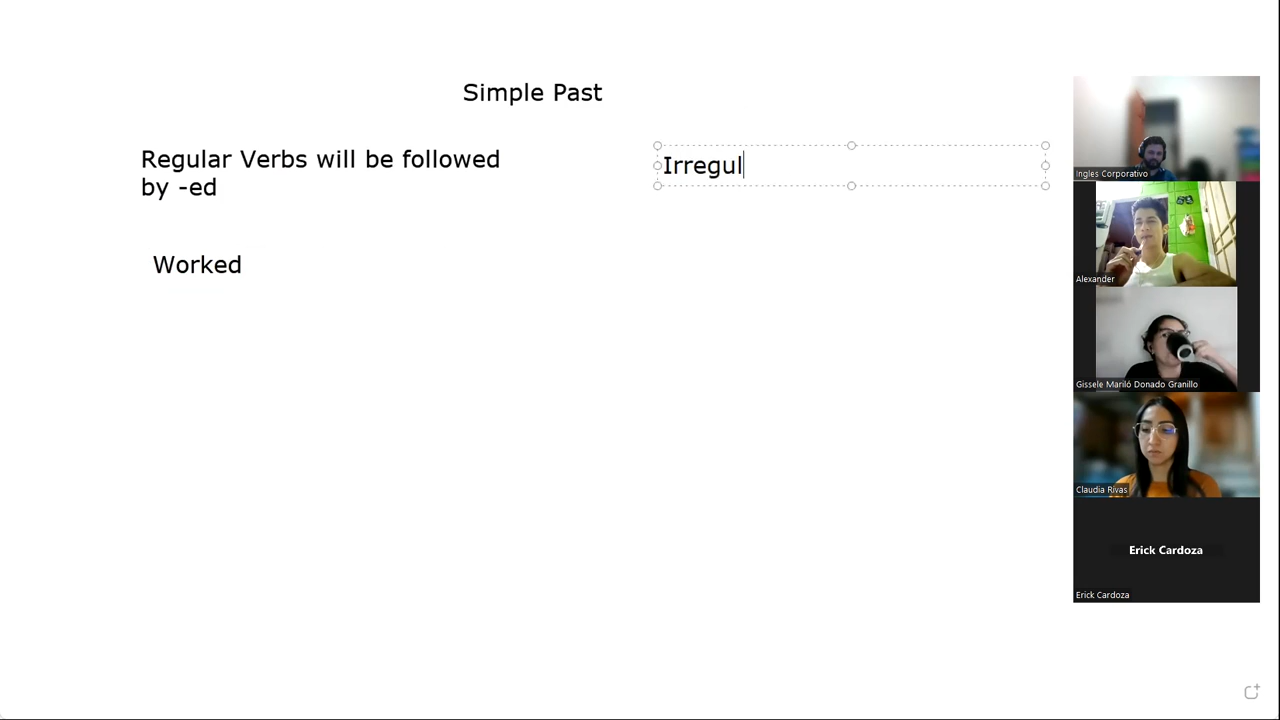 Simple Past
Regular Verbs will be followed
by -ed
Irregul
Worked
Ingles Corporativo
Alexander
Gissele Mariló Donado Granillo
Claudia Rivas
Erick Cardoza
Erick Cardoza